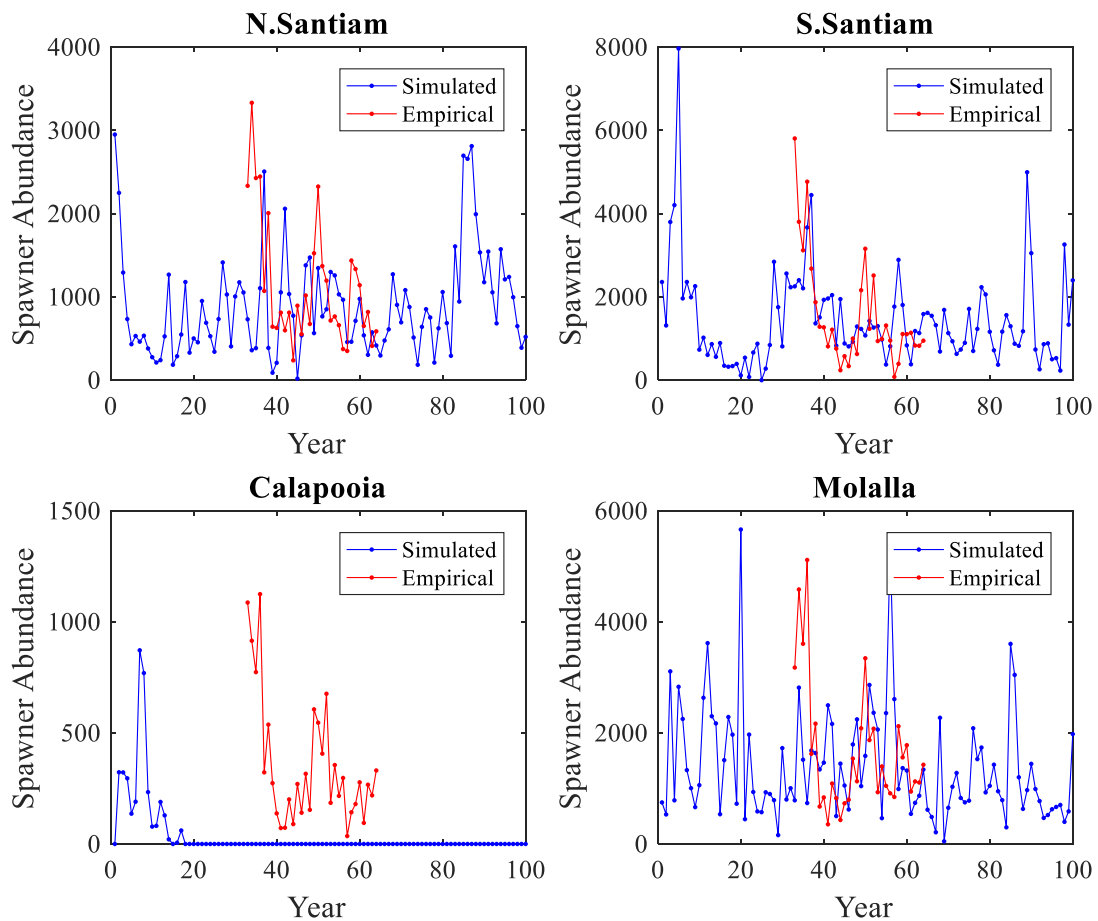 N.Santiam
Spawner Abundance
4000
3000
2000
1000
0
Simulated
Empirical
0 20 40 60 80 100
Year
S.Santiam
Spawner Abundance
8000
6000
4000
2000
0
Simulated
Empirical
0 20 40 60 80 100
Year
Calapooia
Spawner Abundance
1500
1000
500
0
Simulated
Empirical
0 20 40 60 80 100
Year
Molalla
Spawner Abundance
6000
4000
2000
0
Simulated
Empirical
0 20 40 60 80 100
Year